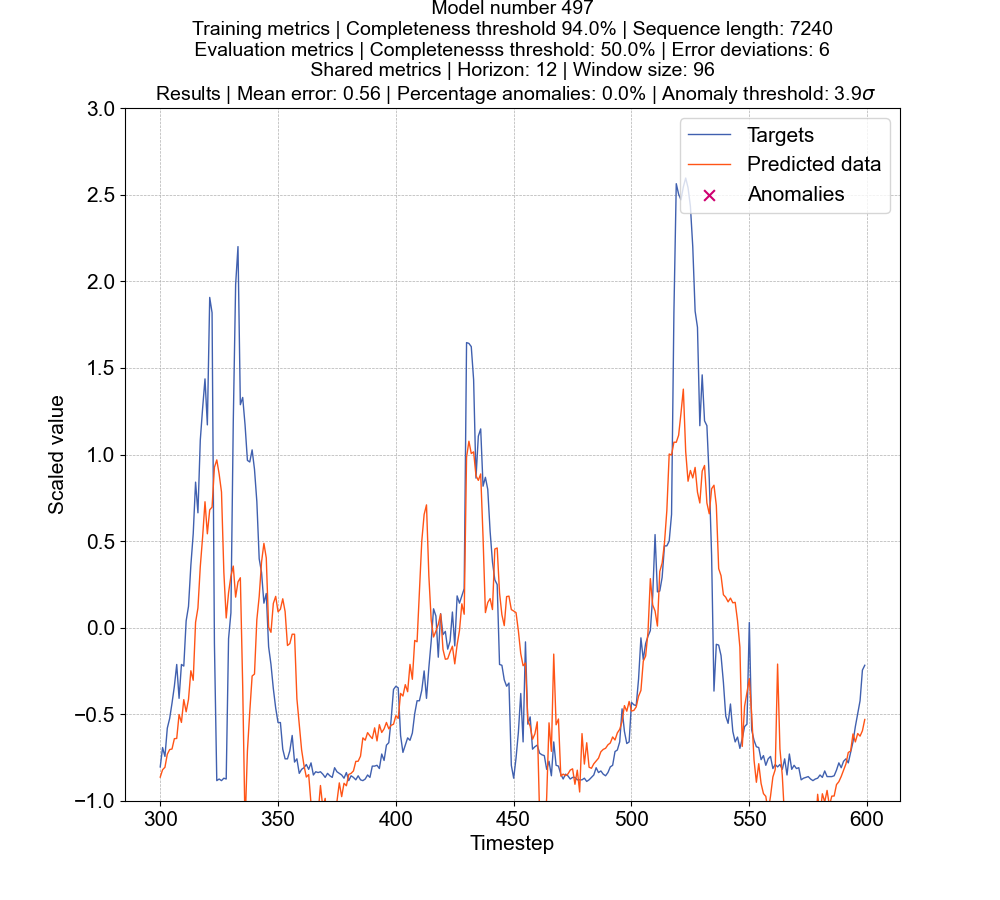 Model number 497
Training metrics | Completeness threshold 94.0% | Sequence length: 7240
Evaluation metrics | Completenesss threshold: 50.0% | Error deviations: 6
Shared metrics | Horizon: 12 | Window size: 96
Results | Mean error: 0.56 | Percentage anomalies: 0.0% | Anomaly threshold: 3.9σ
3.0
2.5
2.0
1.5
1.0
0.5
0.0
−0.5
−1.0
Scaled value
Targets
Predicted data
Anomalies
300 350 400 450 500 550 600
Timestep